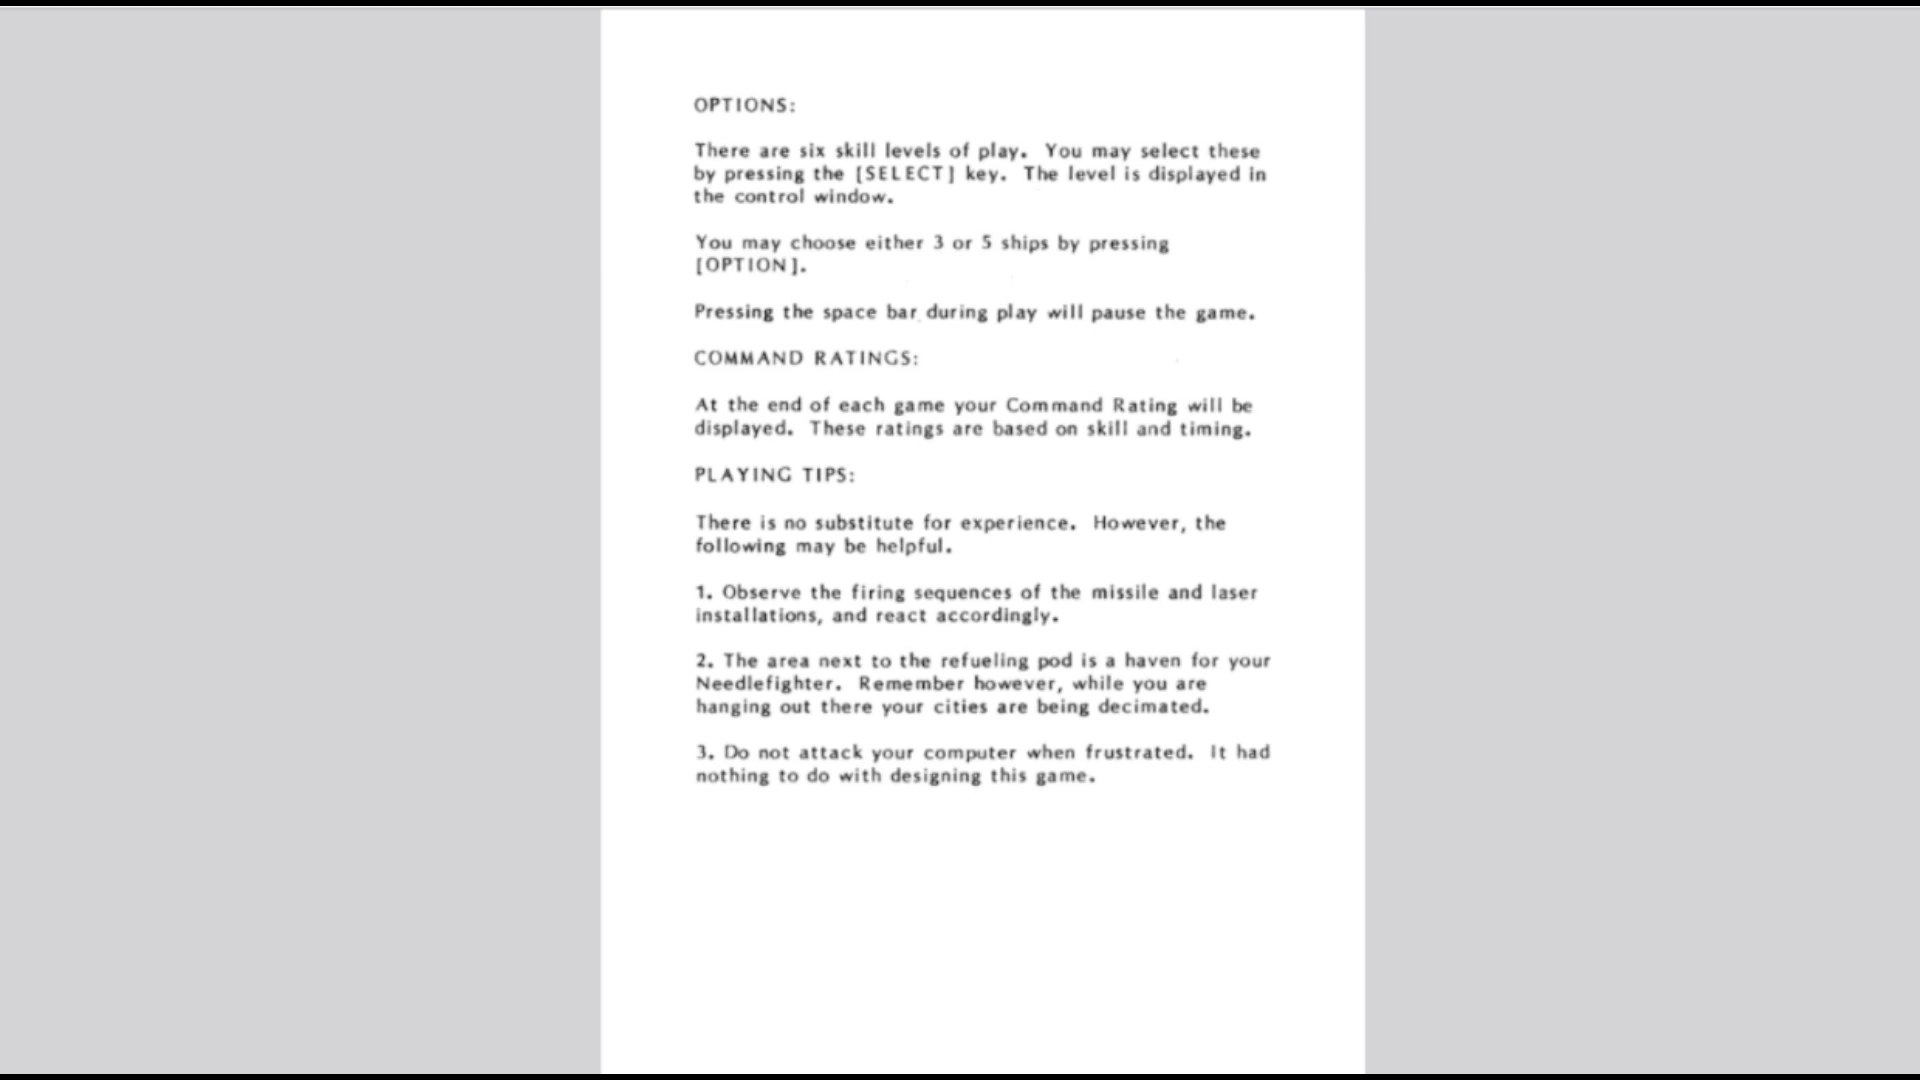 OPTIONS:
There are six skill levels of play. You may select these
by pressing the [SELECT] key. The level is displayed in
the control window.
You may choose either 3 or 5 ships by pressing
[OPTION].
Pressing the space bar during play will pause the game.
COMMAND RATINGS:
At the end of each game your Command Rating will be
displayed. These ratings are based on skill and timing.
PLAYING TIPS:
There is no substitute for experience. However, the
following may be helpful.
1. Observe the firing sequences of the missile and laser
installations, and react accordingly.
2. The area next to the refueling pod is a haven for your
Needlefighter. Remember however, while you are
hanging out there your cities are being decimated.
3. Do not attack your computer when frustrated. It had
nothing to do with designing this game.